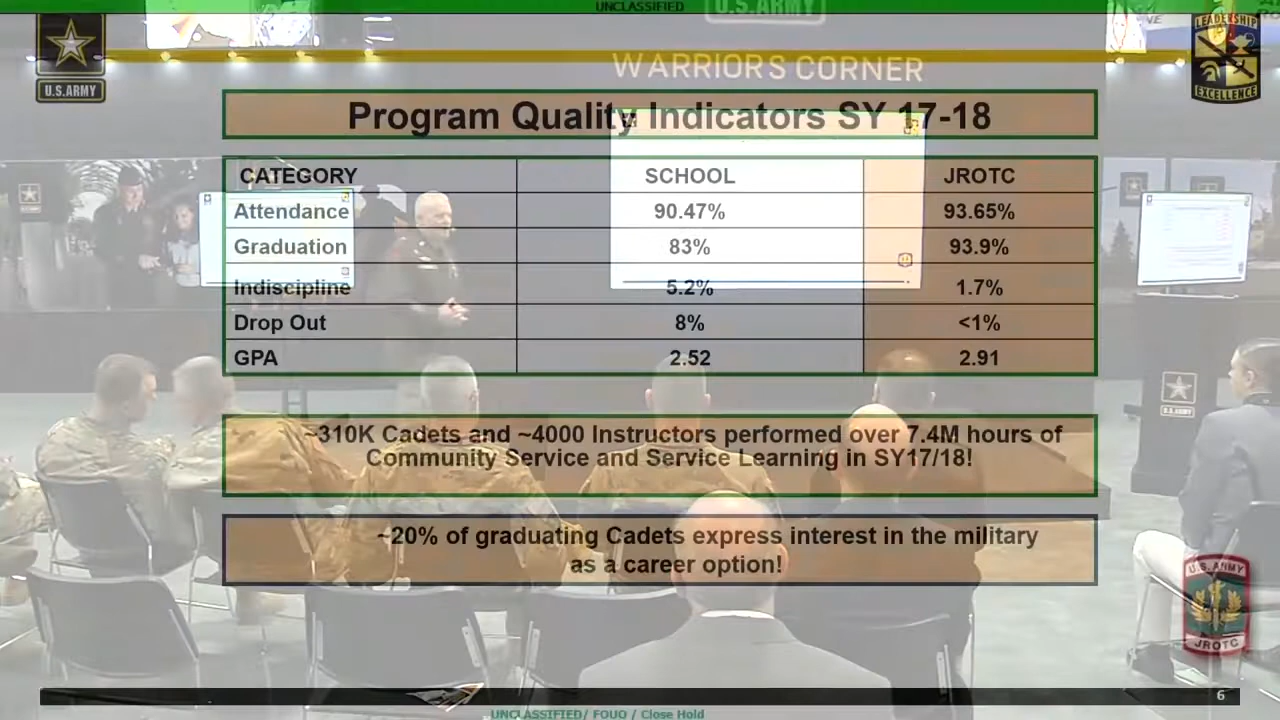 UNCLASSIFIED
U.S.ARMY
WARRIORS CORNER
U.S.ARMY
LEADERSHIP
EXCELLENCE
Program Quality Indicators SY 17-18
CATEGORY SCHOOL JROTC
Attendance 90.47% 93.65%
Graduation 83% 93.9%
Indiscipline 5.2% 1.7%
Drop Out 8% <1%
GPA 2.52 2.91
U.S.ARMY
~310K Cadets and ~4000 Instructors performed over 7.4M hours of
Community Service and Service Learning in SY17/18!
~20% of graduating Cadets express interest in the military
as a career option!
U.S. ARMY
JROTC
6
UNCLASSIFIED/ FOUO / Close Hold